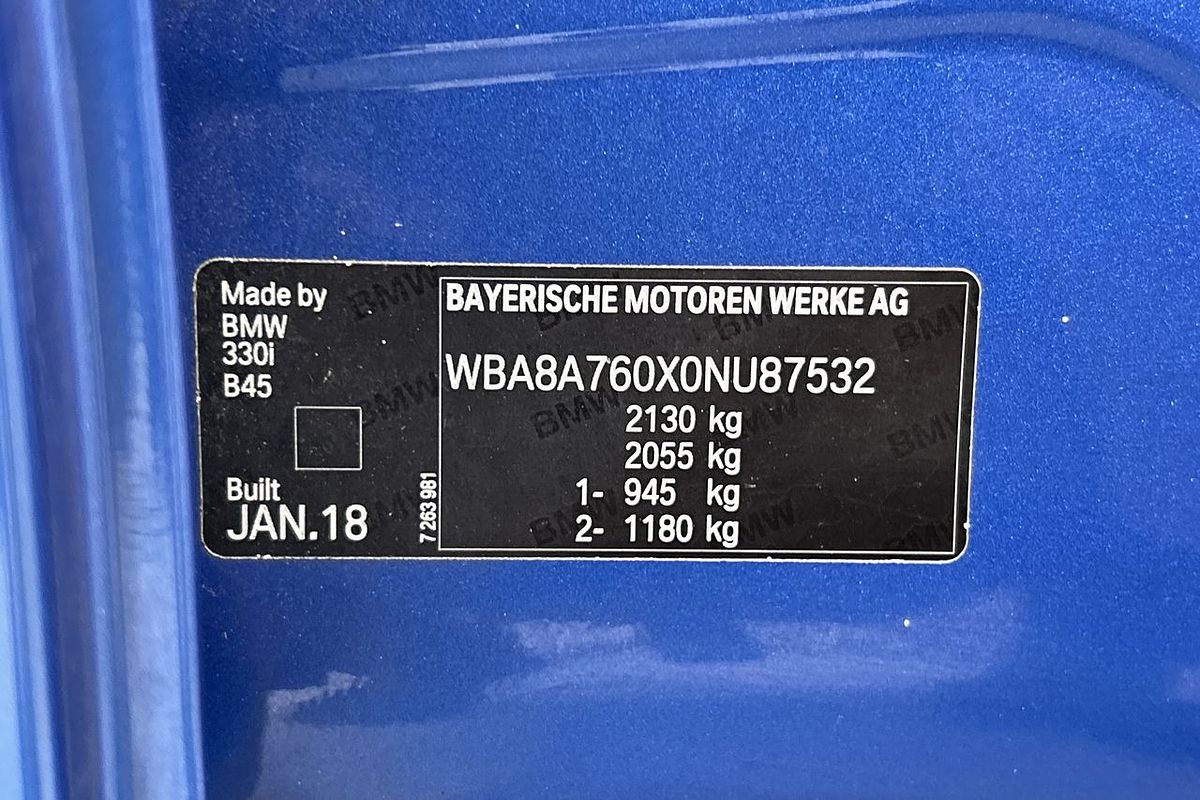 Made by
BMW
330i
B45
Built
JAN.18
7 263 981
BAYERISCHE MOTOREN WERKE AG
WBA8A760X0NU87532
2130 kg
2055 kg
1- 945 kg
2- 1180 kg